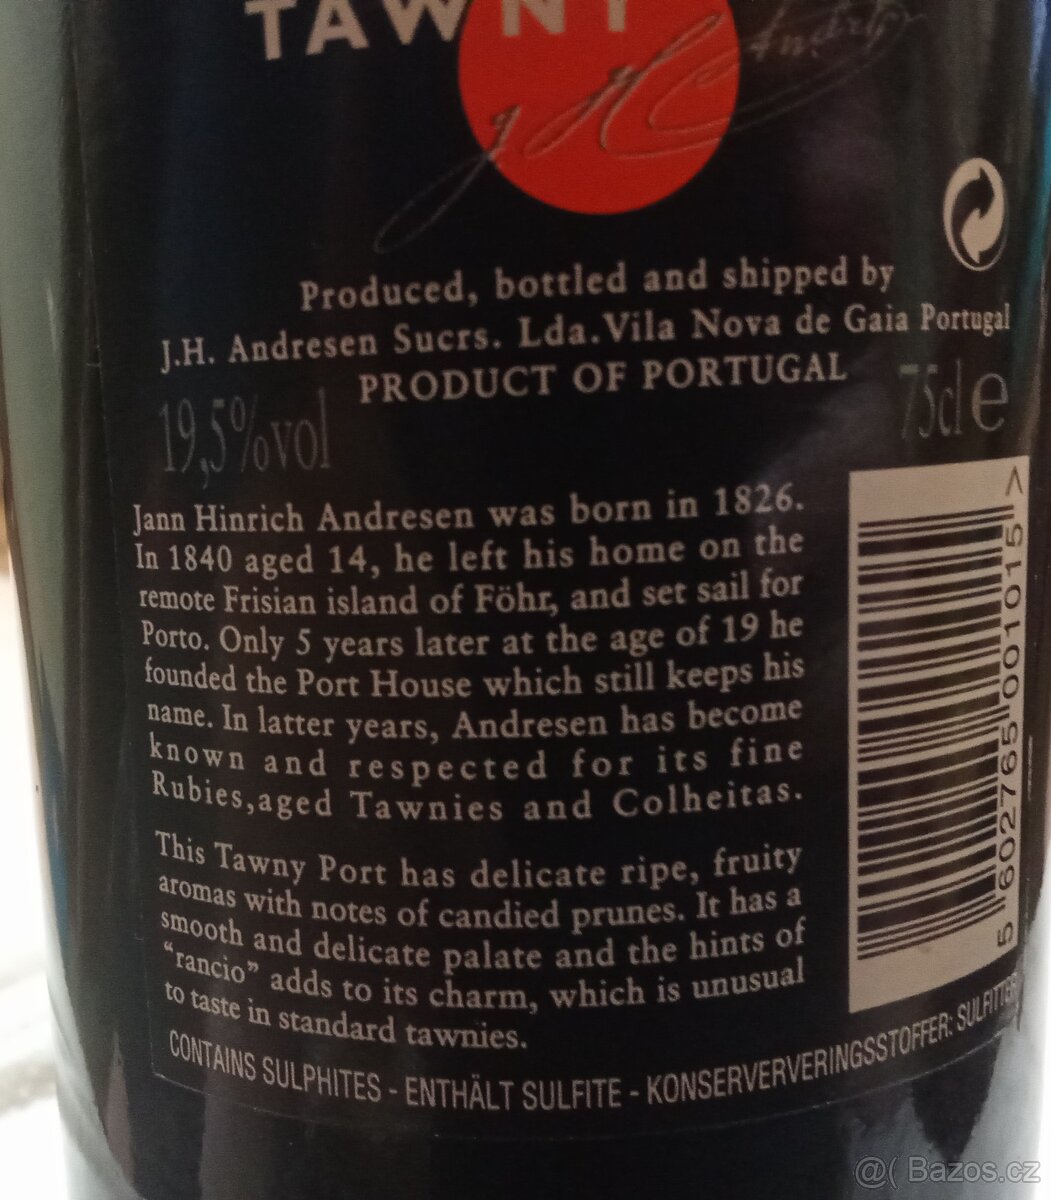 TAWNY
Andresen
Produced, bottled and shipped by
J.H. Andresen Sucrs. Lda. Vila Nova de Gaia Portugal
PRODUCT OF PORTUGAL
19,5%vol
75cl e
Jann Hinrich Andresen was born in 1826.
In 1840 aged 14, he left his home on the
remote Frisian island of Föhr, and set sail for
Porto. Only 5 years later at the age of 19 he
founded the Port House which still keeps his
name. In latter years, Andresen has become
known and respected for its fine
Rubies,aged Tawnies and Colheitas.
This Tawny Port has delicate ripe, fruity
aromas with notes of candied prunes. It has a
smooth and delicate palate and the hints of
“rancio” adds to its charm, which is unusual
to taste in standard tawnies.
CONTAINS SULPHITES - ENTHÄLT SULFITE - KONSERVERVERINGSSTOFFER: SULFITTER
5 602765 001015 >
@( Bazos.cz